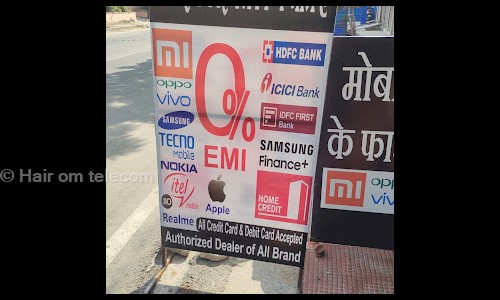 mi
0%
EMI
HDFC BANK
oppo
ICICI Bank
vivo
IDFC FIRST
Bank
SAMSUNG
TECNO
mobile
SAMSUNG
Finance+
NOKIA
itel
mobile
HOME
CREDIT
JIO
Apple
Realme
All Credit Card & Debit Card Accepted
Authorized Dealer of All Brand
के
mi
oppo
vivo
© Hair om telecom